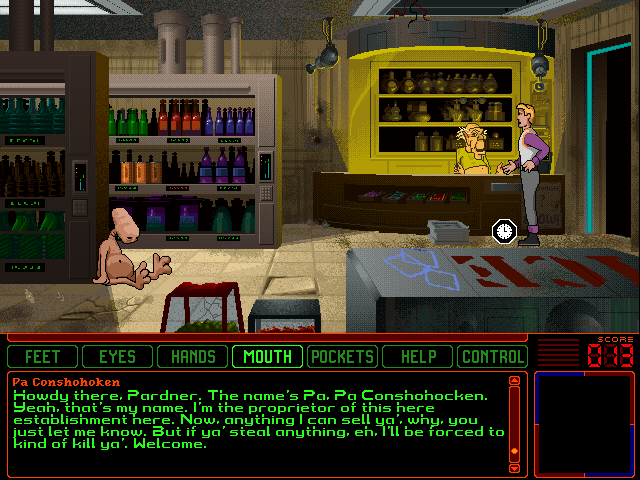 SCORE
013
FEET
EYES
HANDS
MOUTH
POCKETS
HELP
CONTROL
Pa Conshohoken
Howdy there, Pardner. The name's Pa, Pa Conshohocken.
Yeah, that's my name. I'm the proprietor of this here
establishment here. Now, anything I can sell ya', why, you
just let me know. But if ya' steal anything, eh, I'll be forced to
kind of kill ya'. Welcome.